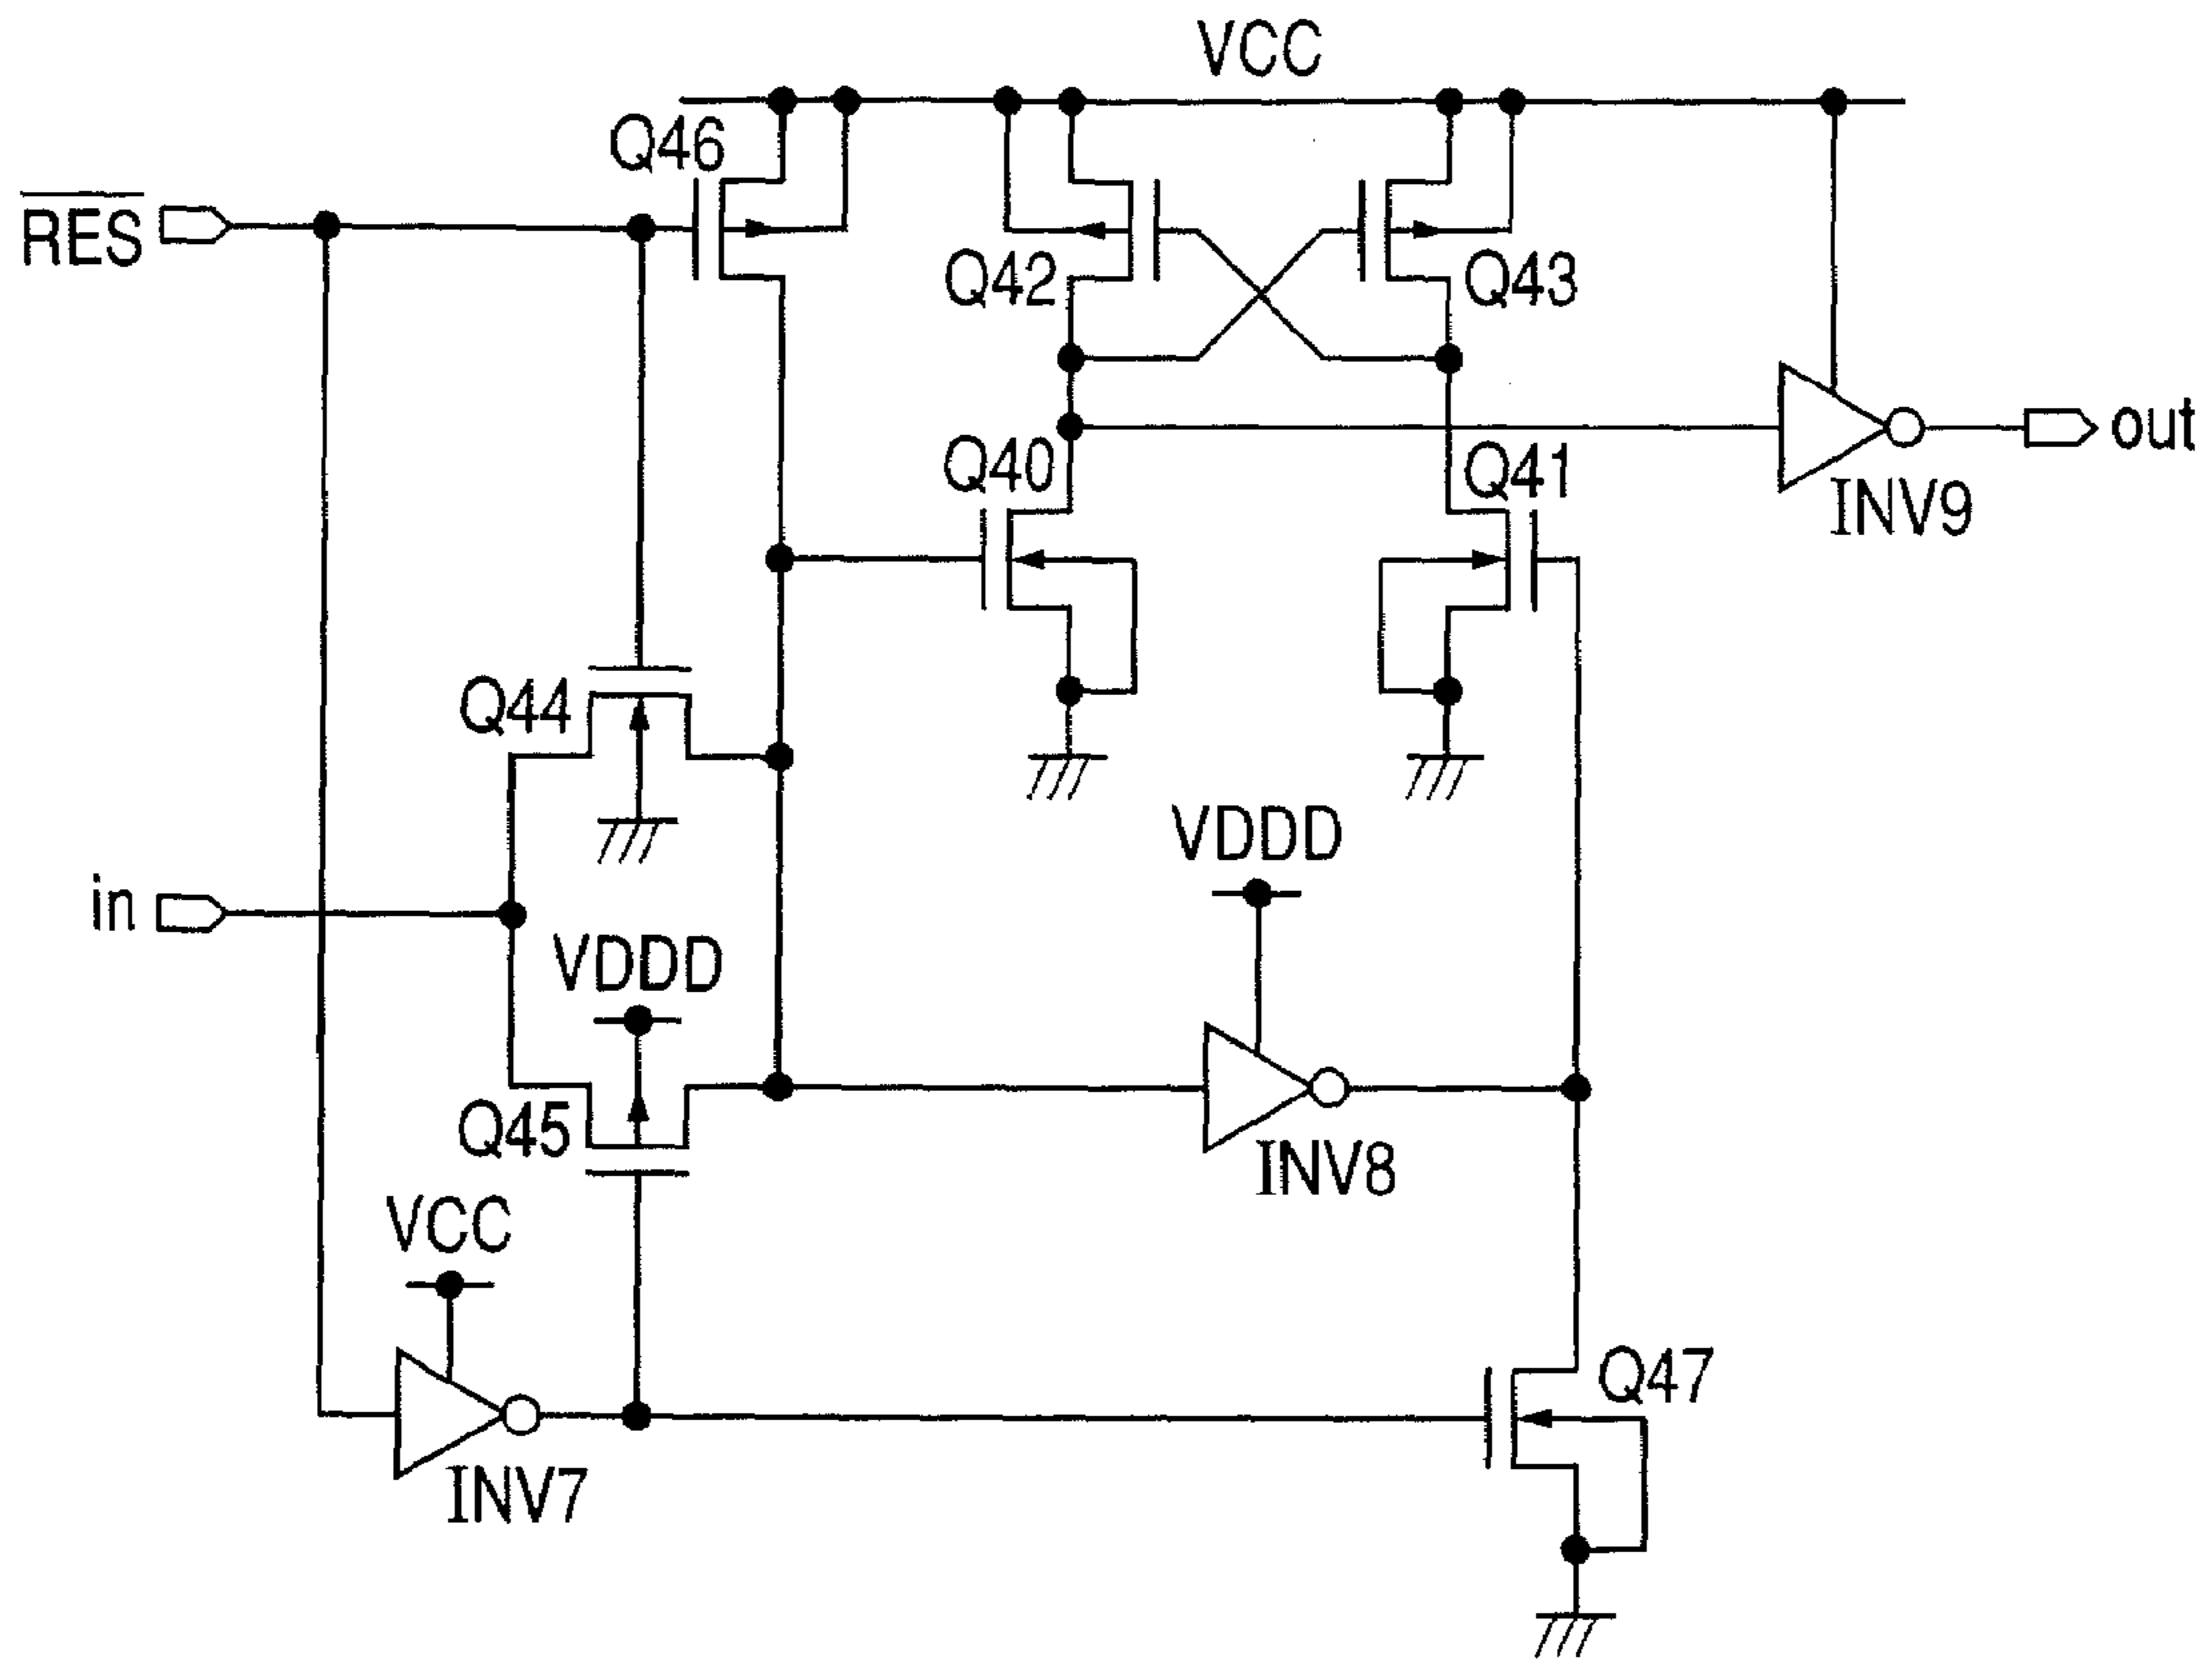 VCC
Q46
RES
Q42
Q43
out
Q40
Q41
INV9
Q44
VDDD
in
VDDD
Q45
INV8
VCC
Q47
INV7